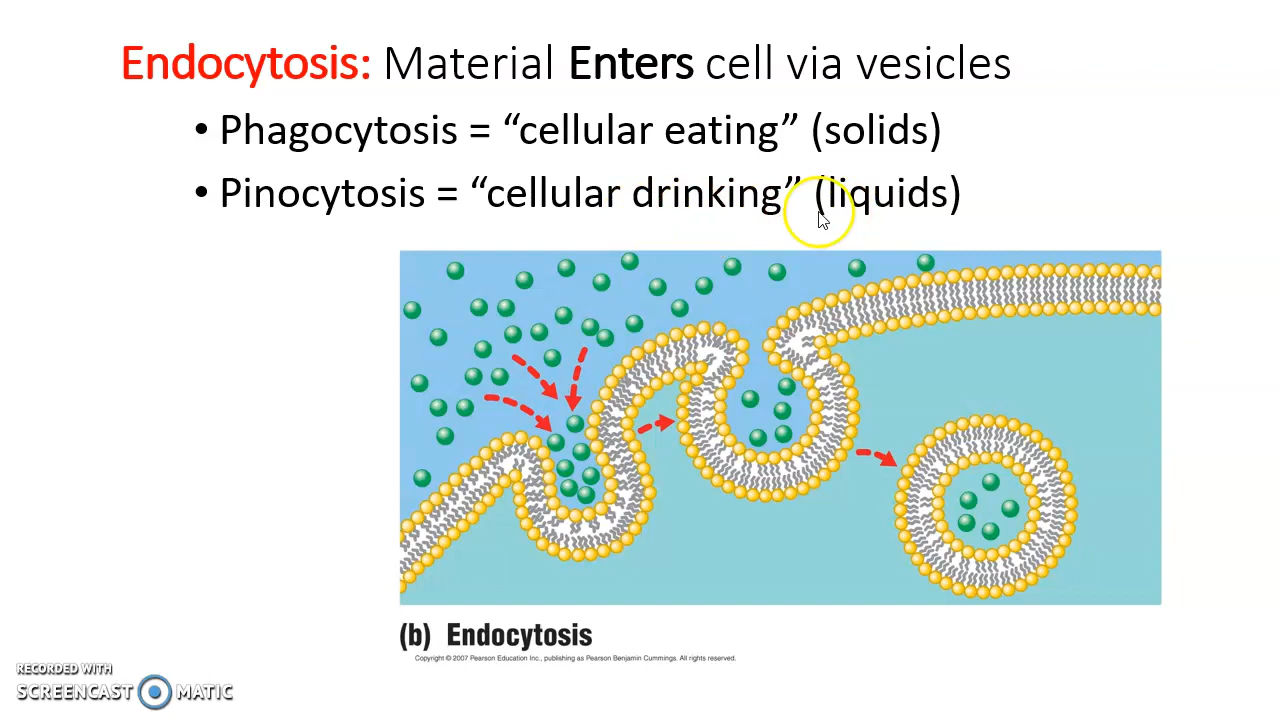 Endocytosis: Material Enters cell via vesicles
• Phagocytosis = “cellular eating” (solids)
• Pinocytosis = “cellular drinking” (liquids)
(b) Endocytosis
Copyright © 2007 Pearson Education Inc., publishing as Pearson Benjamin Cummings. All rights reserved.
RECORDED WITH
SCREENCAST MATIC